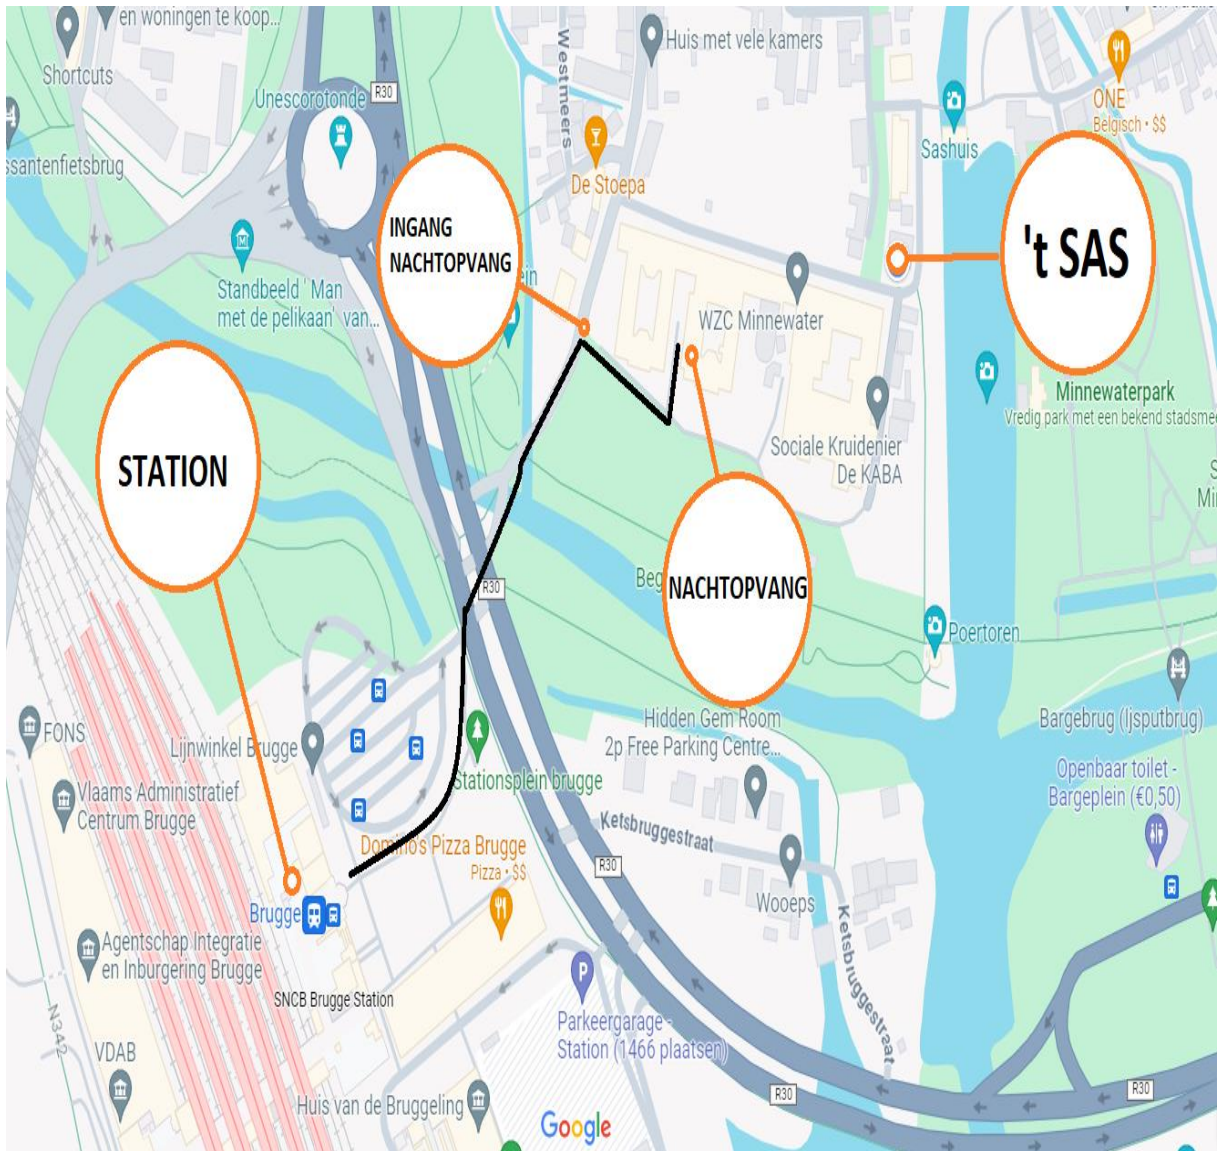 en woningen te koop...
Shortcuts
Unescorotonde
R30
Westmeers
Huis met vele kamers
ONE
Belgisch • $$
Sashuis
ssantenfietsbrug
De Stoepa
INGANG
NACHTOPVANG
't SAS
ein
Standbeeld ' Man
met de pelikaan' van...
WZC Minnewater
Minnewaterpark
Vredig park met een bekend stadsmee
STATION
Sociale Kruidenier
De KABA
S
Mi
R30
Beg
NACHTOPVANG
Poertoren
FONS
Lijnwinkel Brugge
Hidden Gem Room
2p Free Parking Centre...
Bargebrug (Ijsputbrug)
Stationsplein brugge
Openbaar toilet -
Bargeplein (€0,50)
Vlaams Administratief
Centrum Brugge
Ketsbruggestraat
Domino's Pizza Brugge
Pizza • $$
R30
Wooeps
Brugge
Agentschap Integratie
en Inburgering Brugge
Ketsbruggestraat
SNCB Brugge Station
N342
P
Parkeergarage -
Station (1466 plaatsen)
VDAB
Huis van de Bruggeling
R30
R30
Google